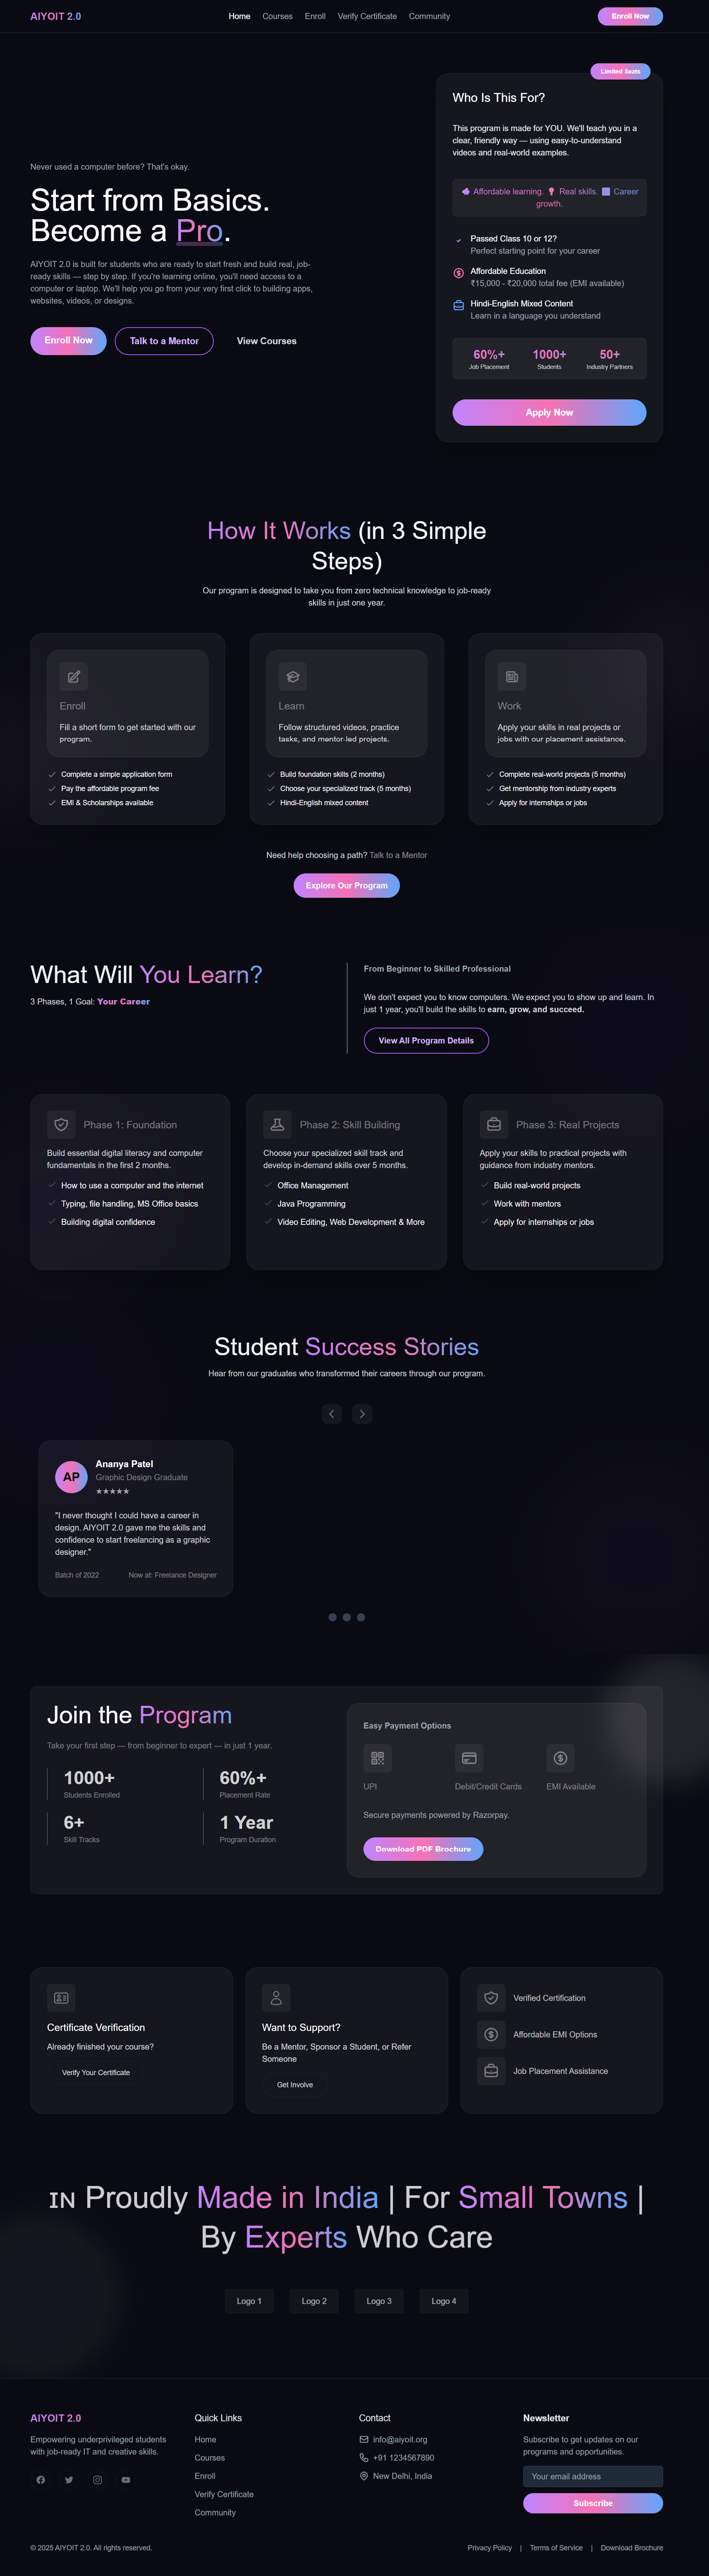 AIYOIT 2.0
Home
Courses
Enroll
Verify Certificate
Community
Enroll Now
Never used a computer before? That's okay.
Start from Basics.
Become a Pro.
AIYOIT 2.0 is built for students who are ready to start fresh and build real, job-
ready skills — step by step. If you're learning online, you'll need access to a
computer or laptop. We'll help you go from your very first click to building apps,
websites, videos, or designs.
Enroll Now
Talk to a Mentor
View Courses
Limited Seats
Who Is This For?
This program is made for YOU. We'll teach you in a
clear, friendly way — using easy-to-understand
videos and real-world examples.
Affordable learning. Real skills. Career
growth.
Passed Class 10 or 12?
Perfect starting point for your career
Affordable Education
₹15,000 - ₹20,000 total fee (EMI available)
Hindi-English Mixed Content
Learn in a language you understand
60%+
Job Placement
1000+
Students
50+
Industry Partners
Apply Now
How It Works (in 3 Simple
Steps)
Our program is designed to take you from zero technical knowledge to job-ready
skills in just one year.
Enroll
Fill a short form to get started with our
program.
Complete a simple application form
Pay the affordable program fee
EMI & Scholarships available
Learn
Follow structured videos, practice
tasks, and mentor-led projects.
Build foundation skills (2 months)
Choose your specialized track (5 months)
Hindi-English mixed content
Work
Apply your skills in real projects or
jobs with our placement assistance.
Complete real-world projects (5 months)
Get mentorship from industry experts
Apply for internships or jobs
Need help choosing a path? Talk to a Mentor
Explore Our Program
What Will You Learn?
3 Phases, 1 Goal: Your Career
From Beginner to Skilled Professional
We don't expect you to know computers. We expect you to show up and learn. In
just 1 year, you'll build the skills to earn, grow, and succeed.
View All Program Details
Phase 1: Foundation
Build essential digital literacy and computer
fundamentals in the first 2 months.
How to use a computer and the internet
Typing, file handling, MS Office basics
Building digital confidence
Phase 2: Skill Building
Choose your specialized skill track and
develop in-demand skills over 5 months.
Office Management
Java Programming
Video Editing, Web Development & More
Phase 3: Real Projects
Apply your skills to practical projects with
guidance from industry mentors.
Build real-world projects
Work with mentors
Apply for internships or jobs
Student Success Stories
Hear from our graduates who transformed their careers through our program.
AP
Ananya Patel
Graphic Design Graduate
★★★★★
"I never thought I could have a career in
design. AIYOIT 2.0 gave me the skills and
confidence to start freelancing as a graphic
designer."
Batch of 2022
Now at: Freelance Designer
Join the Program
Take your first step — from beginner to expert — in just 1 year.
1000+
Students Enrolled
60%+
Placement Rate
6+
Skill Tracks
1 Year
Program Duration
Easy Payment Options
UPI
Debit/Credit Cards
EMI Available
Secure payments powered by Razorpay.
Download PDF Brochure
Certificate Verification
Already finished your course?
Verify Your Certificate
Want to Support?
Be a Mentor, Sponsor a Student, or Refer
Someone
Get Involve
Verified Certification
Affordable EMI Options
Job Placement Assistance
IN Proudly Made in India | For Small Towns |
By Experts Who Care
Logo 1
Logo 2
Logo 3
Logo 4
AIYOIT 2.0
Empowering underprivileged students
with job-ready IT and creative skills.
Quick Links
Home
Courses
Enroll
Verify Certificate
Community
Contact
info@aiyoit.org
+91 1234567890
New Delhi, India
Newsletter
Subscribe to get updates on our
programs and opportunities.
Your email address
Subscribe
© 2025 AIYOIT 2.0. All rights reserved.
Privacy Policy | Terms of Service | Download Brochure